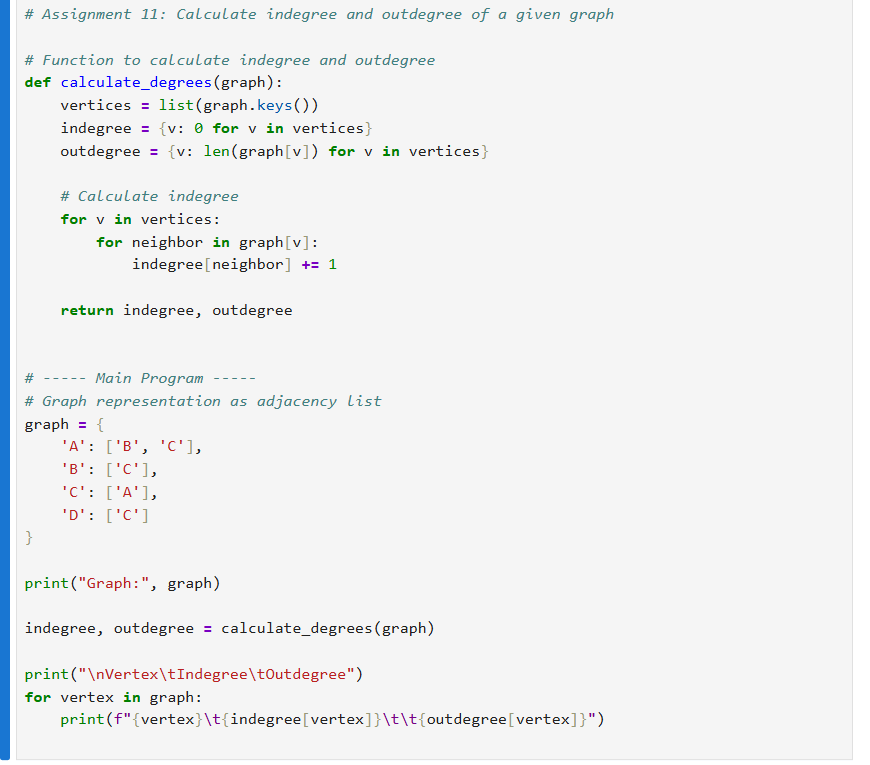 # Assignment 11: Calculate indegree and outdegree of a given graph
# Function to calculate indegree and outdegree
def calculate_degrees(graph):
    vertices = list(graph.keys())
    indegree = {v: 0 for v in vertices}
    outdegree = {v: len(graph[v]) for v in vertices}
    # Calculate indegree
    for v in vertices:
        for neighbor in graph[v]:
            indegree[neighbor] += 1
    return indegree, outdegree
# ----- Main Program -----
# Graph representation as adjacency list
graph = {
    'A': ['B', 'C'],
    'B': ['C'],
    'C': ['A'],
    'D': ['C']
}
print("Graph:", graph)
indegree, outdegree = calculate_degrees(graph)
print("\nVertex\tIndegree\tOutdegree")
for vertex in graph:
    print(f"{vertex}\t{indegree[vertex]}\t\t{outdegree[vertex]}")